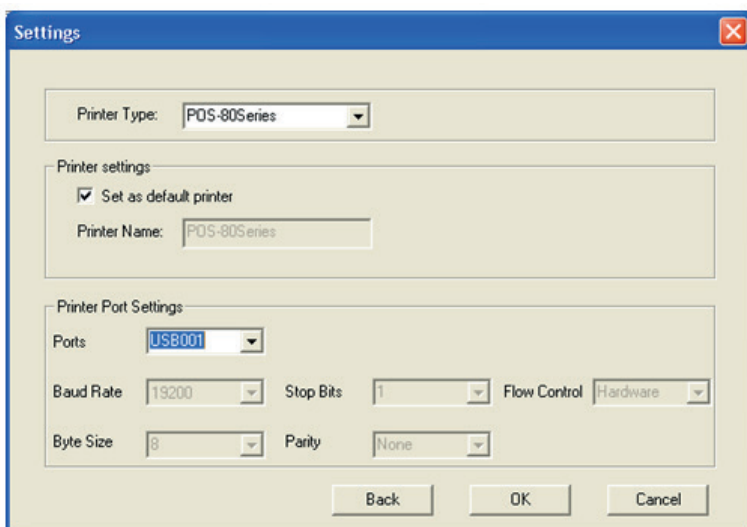 Settings
Printer Type: POS-80Series
Printer settings
Set as default printer
Printer Name: POS-80Series
Printer Port Settings
Ports USB001
Baud Rate 19200 Stop Bits 1 Flow Control Hardware
Byte Size 8 Parity None
Back OK Cancel